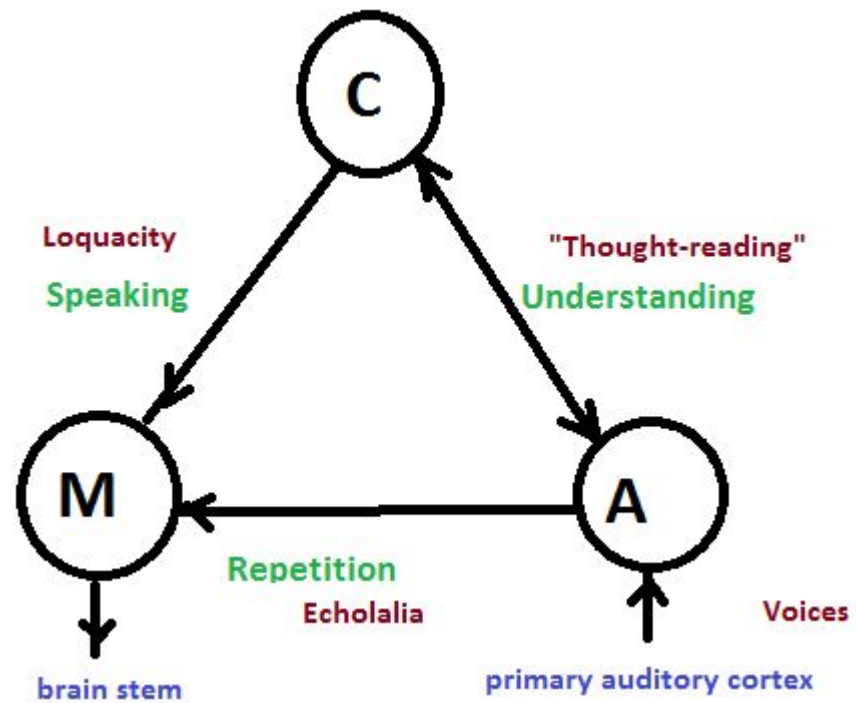 C
Loquacity
"Thought-reading"
Speaking
Understanding
M
A
Repetition
Echolalia
Voices
brain stem
primary auditory cortex